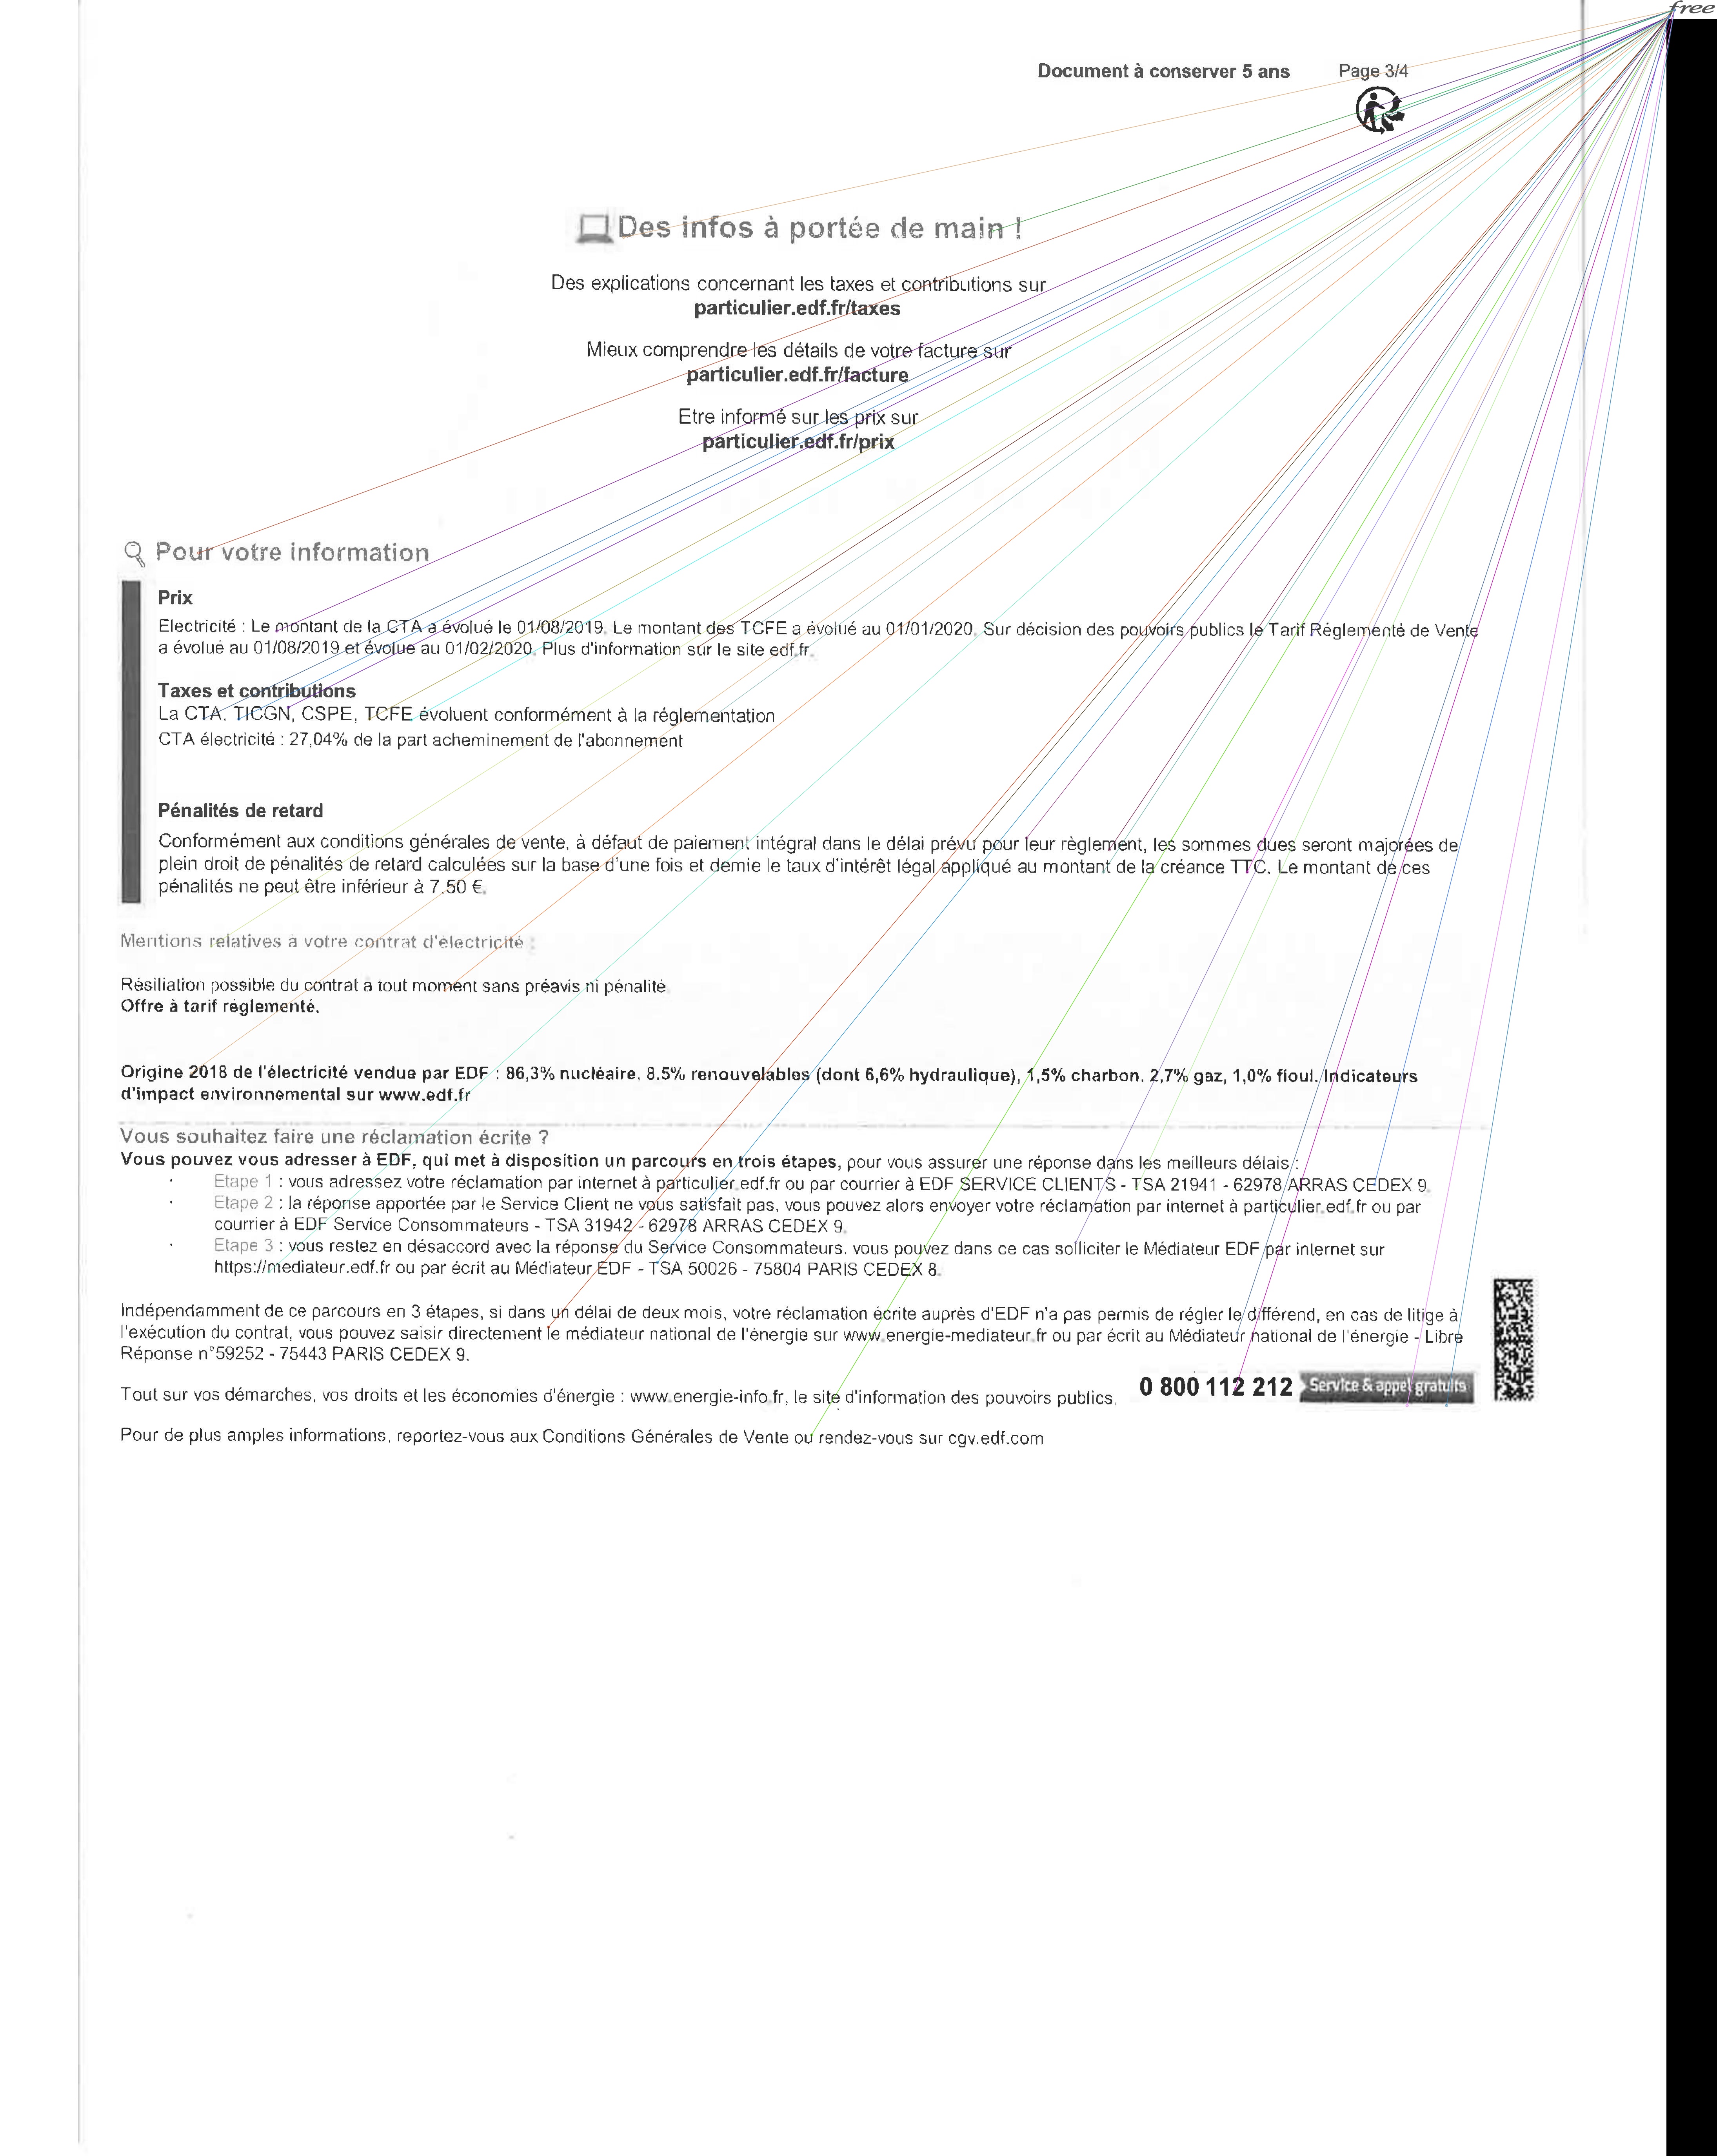 free
Document à conserver 5 ans Page 3/4
Des infos à portée de main !
Des explications concernant les taxes et contributions sur
particulier.edf.fr/taxes
Mieux comprendre les détails de votre facture sur
particulier.edf.fr/facture
Etre informé sur les prix sur
particulier.edf.fr/prix
Pour votre information
Prix
Electricité : Le montant de la CTA a évolué le 01/08/2019. Le montant des TCFE a évolué au 01/01/2020. Sur décision des pouvoirs publics le Tarif Réglementé de Vente
a évolué au 01/08/2019 et évolue au 01/02/2020. Plus d'information sur le site edf.fr.
Taxes et contributions
La CTA, TICGN, CSPE, TCFE évoluent conformément à la réglementation
CTA électricité : 27,04% de la part acheminement de l'abonnement
Pénalités de retard
Conformément aux conditions générales de vente, à défaut de paiement intégral dans le délai prévu pour leur règlement, les sommes dues seront majorées de
plein droit de pénalités de retard calculées sur la base d'une fois et demie le taux d'intérêt légal appliqué au montant de la créance TTC. Le montant de ces
pénalités ne peut être inférieur à 7.50 €.
Mentions relatives à votre contrat d'électricité :
Résiliation possible du contrat à tout moment sans préavis ni pénalité.
Offre à tarif réglementé.
Origine 2018 de l'électricité vendue par EDF : 86,3% nucléaire, 8.5% renouvelables (dont 6,6% hydraulique), 1,5% charbon, 2,7% gaz, 1,0% fioul. Indicateurs
d'impact environnemental sur www.edf.fr
Vous souhaitez faire une réclamation écrite ?
Vous pouvez vous adresser à EDF, qui met à disposition un parcours en trois étapes, pour vous assurer une réponse dans les meilleurs délais :
· Etape 1 : vous adressez votre réclamation par internet à particulier.edf.fr ou par courrier à EDF SERVICE CLIENTS - TSA 21941 - 62978 ARRAS CEDEX 9.
· Etape 2 : la réponse apportée par le Service Client ne vous satisfait pas, vous pouvez alors envoyer votre réclamation par internet à particulier.edf.fr ou par
courrier à EDF Service Consommateurs - TSA 31942 - 62978 ARRAS CEDEX 9.
· Etape 3 : vous restez en désaccord avec la réponse du Service Consommateurs, vous pouvez dans ce cas solliciter le Médiateur EDF par internet sur
https://mediateur.edf.fr ou par écrit au Médiateur EDF - TSA 50026 - 75804 PARIS CEDEX 8.
Indépendamment de ce parcours en 3 étapes, si dans un délai de deux mois, votre réclamation écrite auprès d'EDF n'a pas permis de régler le différend, en cas de litige à
l'exécution du contrat, vous pouvez saisir directement le médiateur national de l'énergie sur www.energie-mediateur.fr ou par écrit au Médiateur national de l'énergie - Libre
Réponse n°59252 - 75443 PARIS CEDEX 9.
Tout sur vos démarches, vos droits et les économies d'énergie : www.energie-info.fr, le site d'information des pouvoirs publics. 0 800 112 212 Service & appel gratuits
Pour de plus amples informations, reportez-vous aux Conditions Générales de Vente ou rendez-vous sur cgv.edf.com